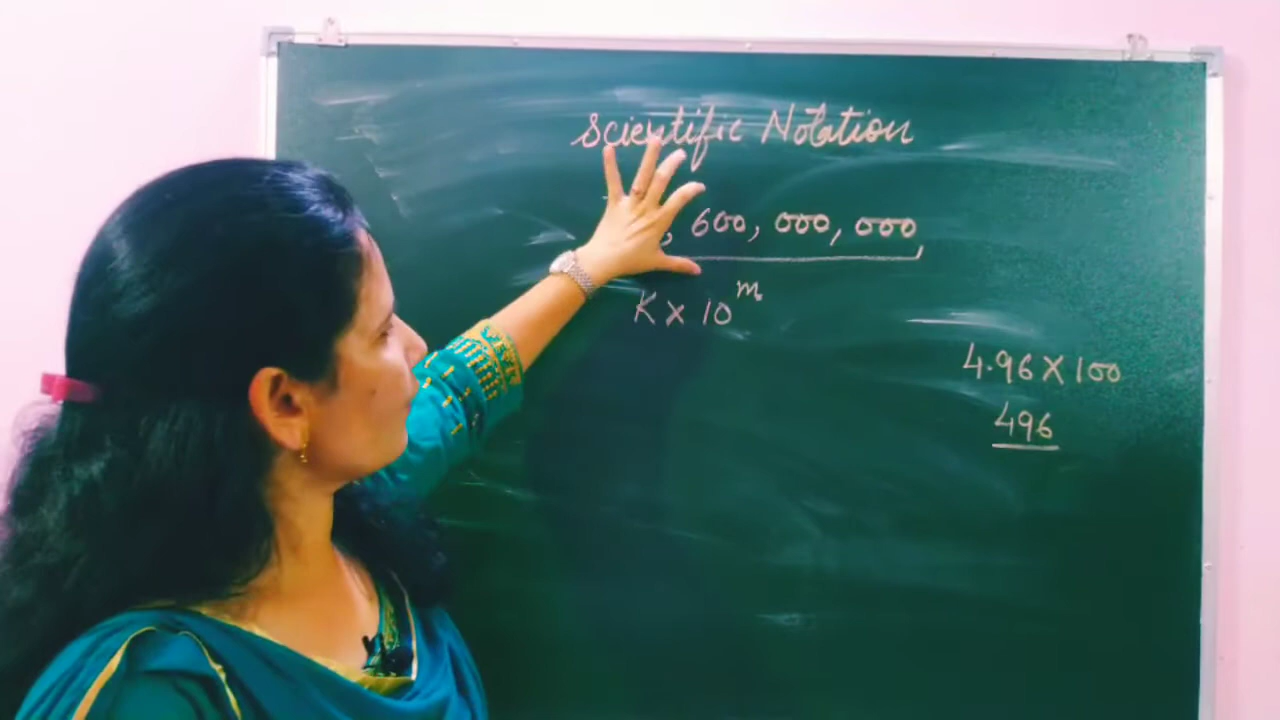 Scientific Notation
, 600, 000, 000,
K × 10^m
4.96 × 100
496